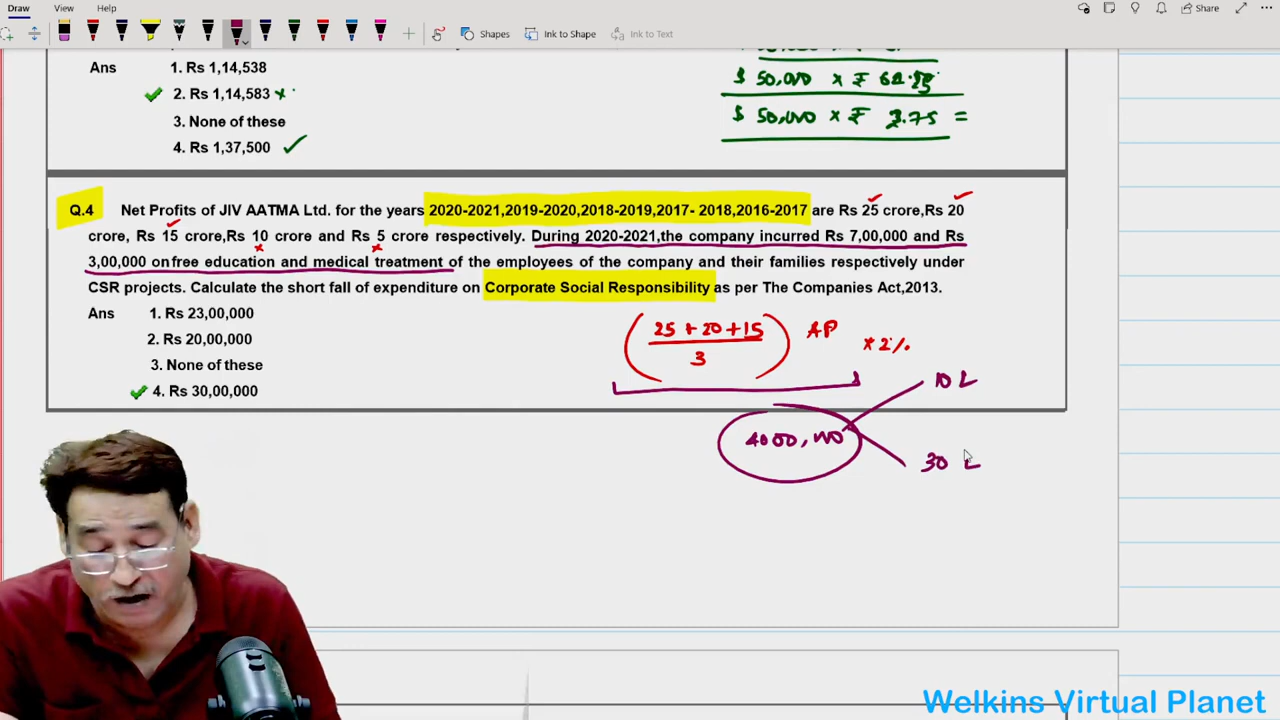 Draw View Help
Share
Shapes Ink to Shape Ink to Text
Ans 1. Rs 1,14,538
2. Rs 1,14,583 ×
3. None of these
4. Rs 1,37,500
$ 50,000 × ₹
$ 50,000 × ₹ 3.75 =
Q.4 Net Profits of JIV AATMA Ltd. for the years 2020-2021,2019-2020,2018-2019,2017- 2018,2016-2017 are Rs 25 crore,Rs 20
crore, Rs 15 crore,Rs 10 crore and Rs 5 crore respectively. During 2020-2021,the company incurred Rs 7,00,000 and Rs
3,00,000 onfree education and medical treatment of the employees of the company and their families respectively under
CSR projects. Calculate the short fall of expenditure on Corporate Social Responsibility as per The Companies Act,2013.
Ans 1. Rs 23,00,000
2. Rs 20,00,000
3. None of these
4. Rs 30,00,000
(25 + 20 + 15 / 3) AP × 2%
10 L
4000,000
30 L
Welkins Virtual Planet